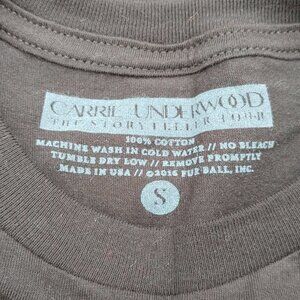 CARRIE UNDERWOOD
THE STORYTELLER TOUR
100% COTTON
MACHINE WASH IN COLD WATER // NO BLEACH
TUMBLE DRY LOW // REMOVE PROMPTLY
MADE IN USA // ©2016 FUR BALL, INC.
S